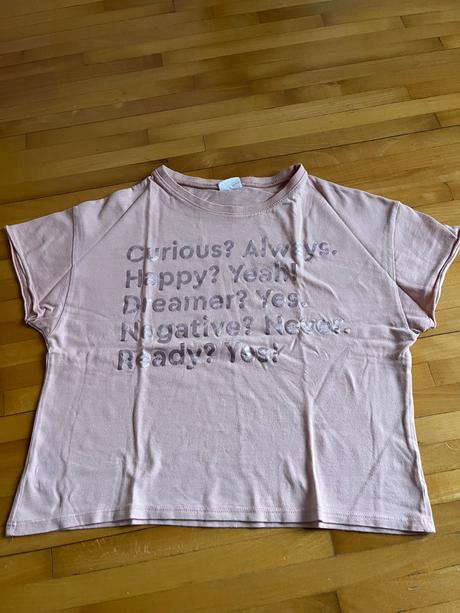 Curious? Always.
Happy? Yeah!
Dreamer? Yes.
Negative? Never.
Ready? Yes!